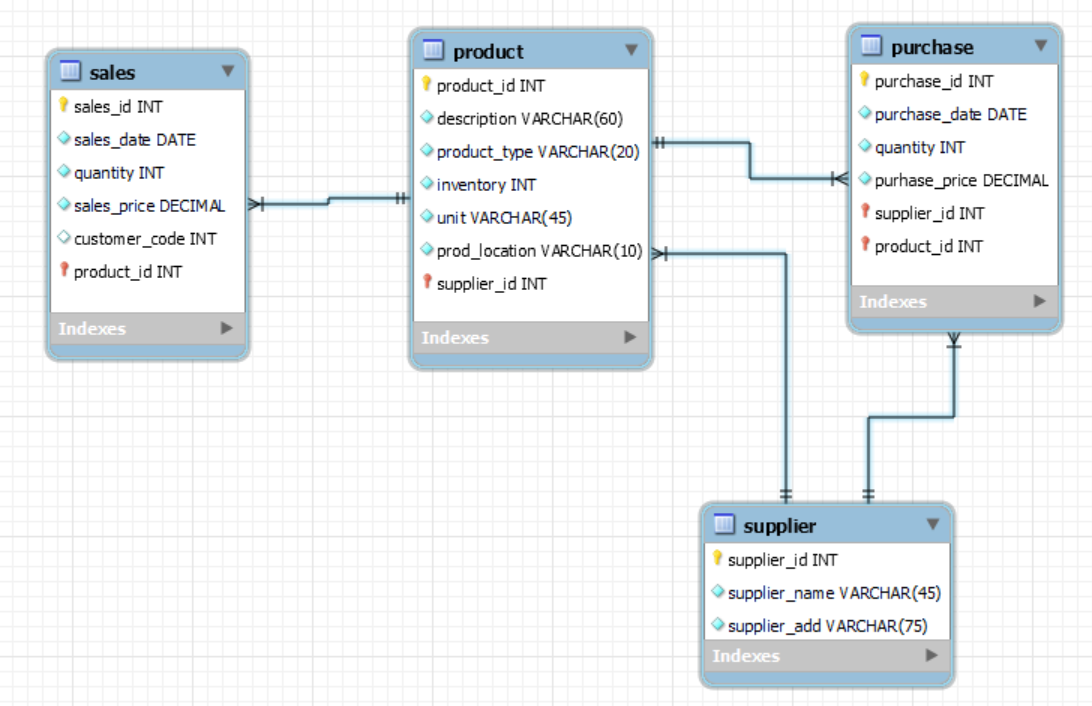 sales
sales_id INT
sales_date DATE
quantity INT
sales_price DECIMAL
customer_code INT
product_id INT
Indexes
product
product_id INT
description VARCHAR(60)
product_type VARCHAR(20)
inventory INT
unit VARCHAR(45)
prod_location VARCHAR(10)
supplier_id INT
Indexes
purchase
purchase_id INT
purchase_date DATE
quantity INT
purhase_price DECIMAL
supplier_id INT
product_id INT
Indexes
supplier
supplier_id INT
supplier_name VARCHAR(45)
supplier_add VARCHAR(75)
Indexes